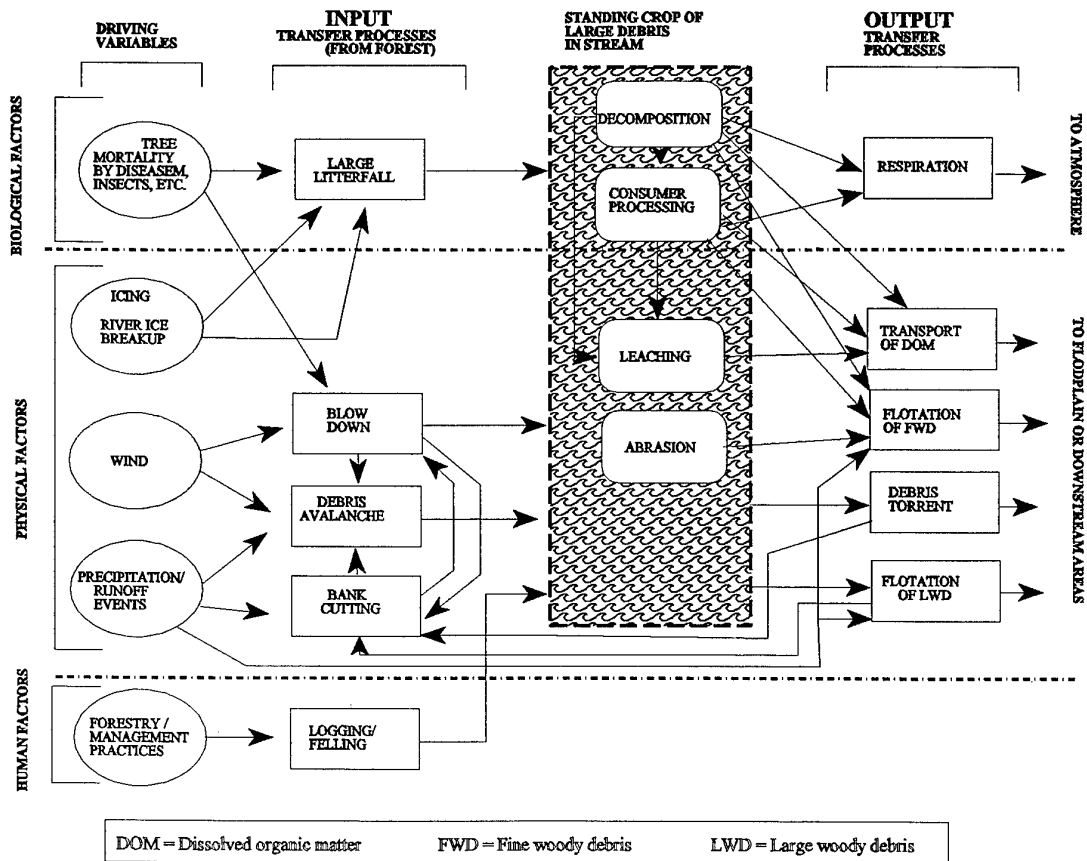 DRIVING
VARIABLES
INPUT
TRANSFER PROCESSES
(FROM FOREST)
STANDING CROP OF
LARGE DEBRIS
IN STREAM
OUTPUT
TRANSFER
PROCESSES
BIOLOGICAL FACTORS
TREE
MORTALITY
BY DISEASEM,
INSECTS, ETC.
LARGE
LITTERFALL
DECOMPOSITION
CONSUMER
PROCESSING
RESPIRATION
TO ATMOSPHERE
PHYSICAL FACTORS
ICING
RIVER ICE
BREAKUP
LEACHING
TRANSPORT
OF DOM
BLOW
DOWN
WIND
ABRASION
FLOTATION
OF FWD
DEBRIS
AVALANCHE
DEBRIS
TORRENT
PRECIPITATION/
RUNOFF
EVENTS
BANK
CUTTING
FLOTATION
OF LWD
TO FLODPLAIN OR DOWNSTREAM AREAS
HUMAN FACTORS
FORESTRY /
MANAGEMENT
PRACTICES
LOGGING/
FELLING
DOM = Dissolved organic matter FWD = Fine woody debris LWD = Large woody debris